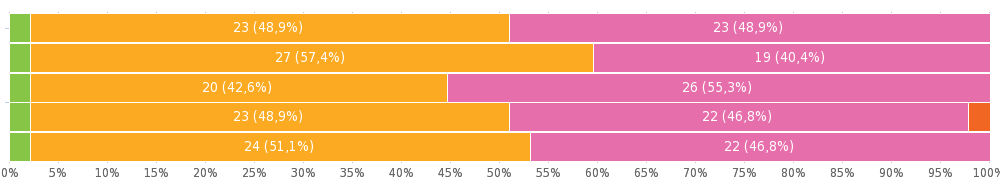 23 (48,9%) 23 (48,9%)
27 (57,4%) 19 (40,4%)
20 (42,6%) 26 (55,3%)
23 (48,9%) 22 (46,8%)
24 (51,1%) 22 (46,8%)
0% 5% 10% 15% 20% 25% 30% 35% 40% 45% 50% 55% 60% 65% 70% 75% 80% 85% 90% 95% 100%